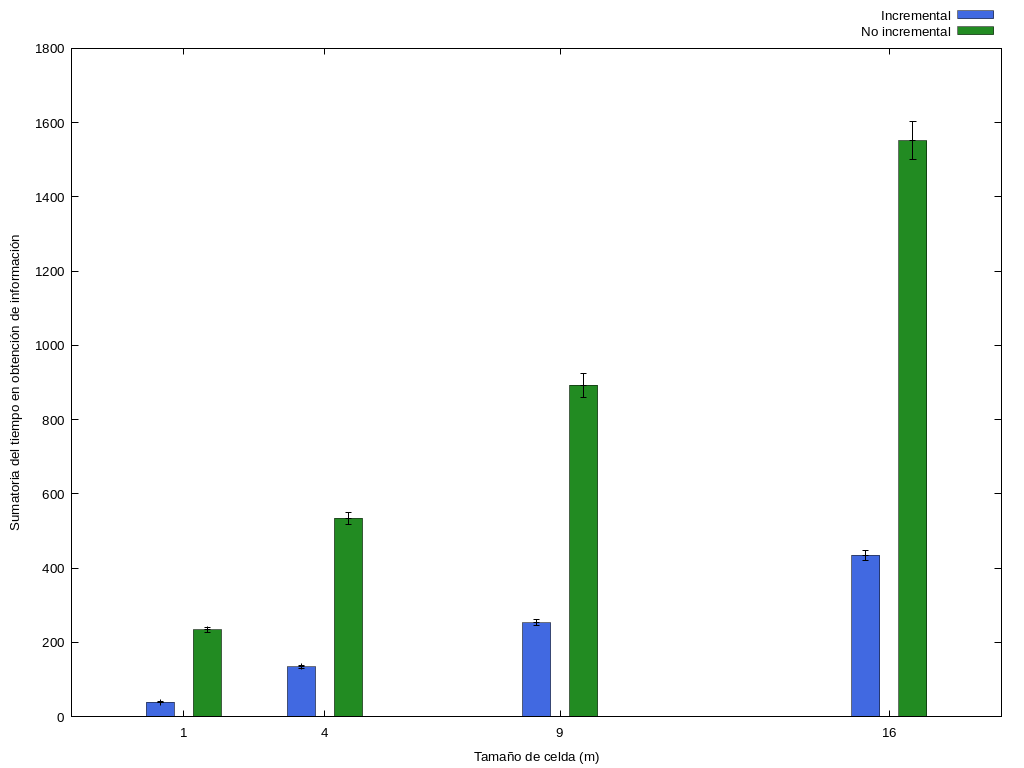 Incremental
No incremental
1800
1600
1400
1200
1000
800
600
400
200
0
Sumatoria del tiempo en obtención de información
1 4 9 16
Tamaño de celda (m)